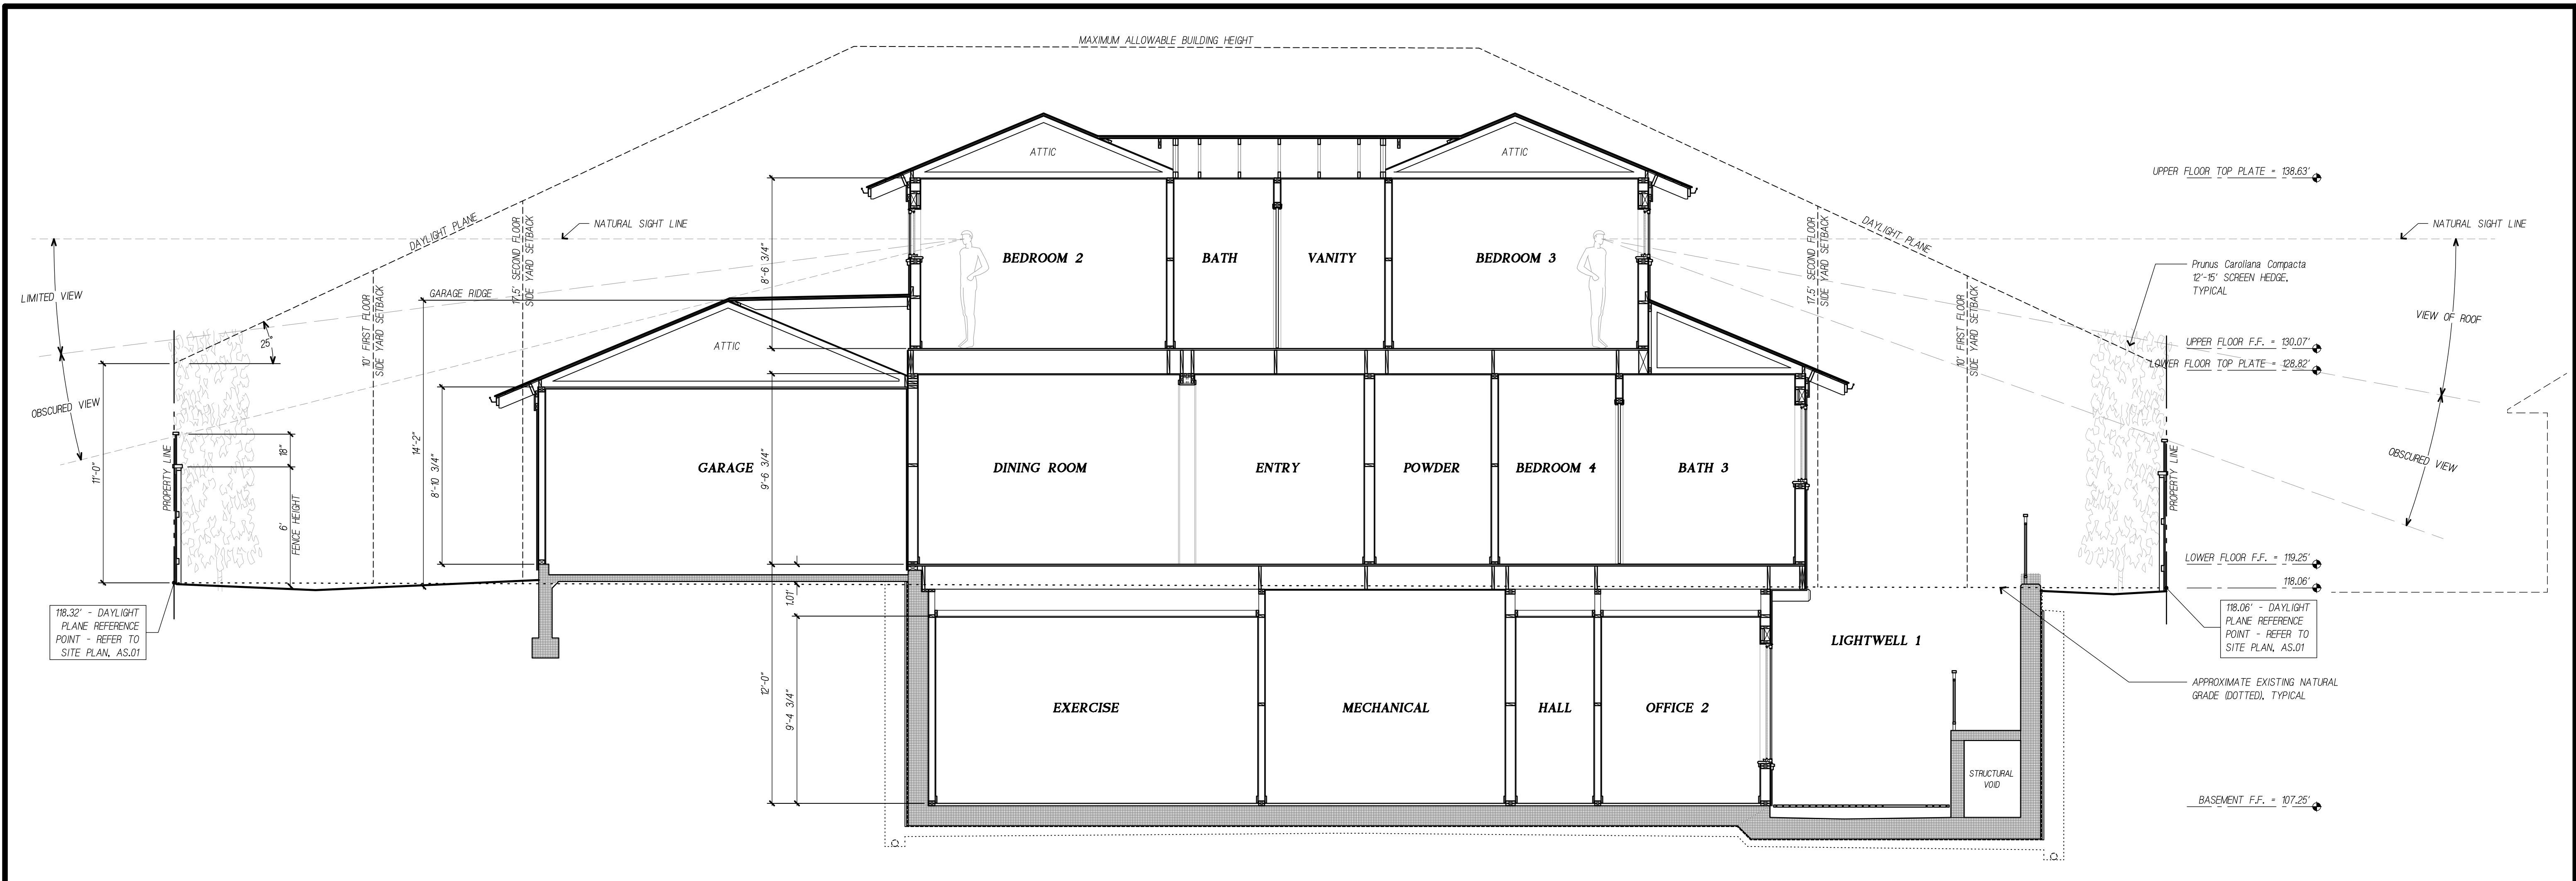 MAXIMUM ALLOWABLE BUILDING HEIGHT
ATTIC
ATTIC
UPPER FLOOR TOP PLATE = 138.63'
DAYLIGHT PLANE
NATURAL SIGHT LINE
17.5' SECOND FLOOR
SIDE YARD SETBACK
8'-6 3/4"
BEDROOM 2
BATH
VANITY
BEDROOM 3
17.5' SECOND FLOOR
SIDE YARD SETBACK
DAYLIGHT PLANE
NATURAL SIGHT LINE
Prunus Caroliana Compacta
12'-15' SCREEN HEDGE,
TYPICAL
LIMITED VIEW
GARAGE RIDGE
10' FIRST FLOOR
SIDE YARD SETBACK
10' FIRST FLOOR
SIDE YARD SETBACK
VIEW OF ROOF
25°
ATTIC
UPPER FLOOR F.F. = 130.07'
LOWER FLOOR TOP PLATE = 128.82'
OBSCURED VIEW
11'-0"
PROPERTY LINE
18"
6'
FENCE HEIGHT
14'-2"
8'-10 3/4"
GARAGE
9'-6 3/4"
DINING ROOM
ENTRY
POWDER
BEDROOM 4
BATH 3
PROPERTY LINE
OBSCURED VIEW
LOWER FLOOR F.F. = 119.25'
118.06'
118.32' - DAYLIGHT
PLANE REFERENCE
POINT - REFER TO
SITE PLAN, AS.01
1.01'
118.06' - DAYLIGHT
PLANE REFERENCE
POINT - REFER TO
SITE PLAN, AS.01
LIGHTWELL 1
APPROXIMATE EXISTING NATURAL
GRADE (DOTTED), TYPICAL
12'-0"
9'-4 3/4"
EXERCISE
MECHANICAL
HALL
OFFICE 2
STRUCTURAL
VOID
BASEMENT F.F. = 107.25'